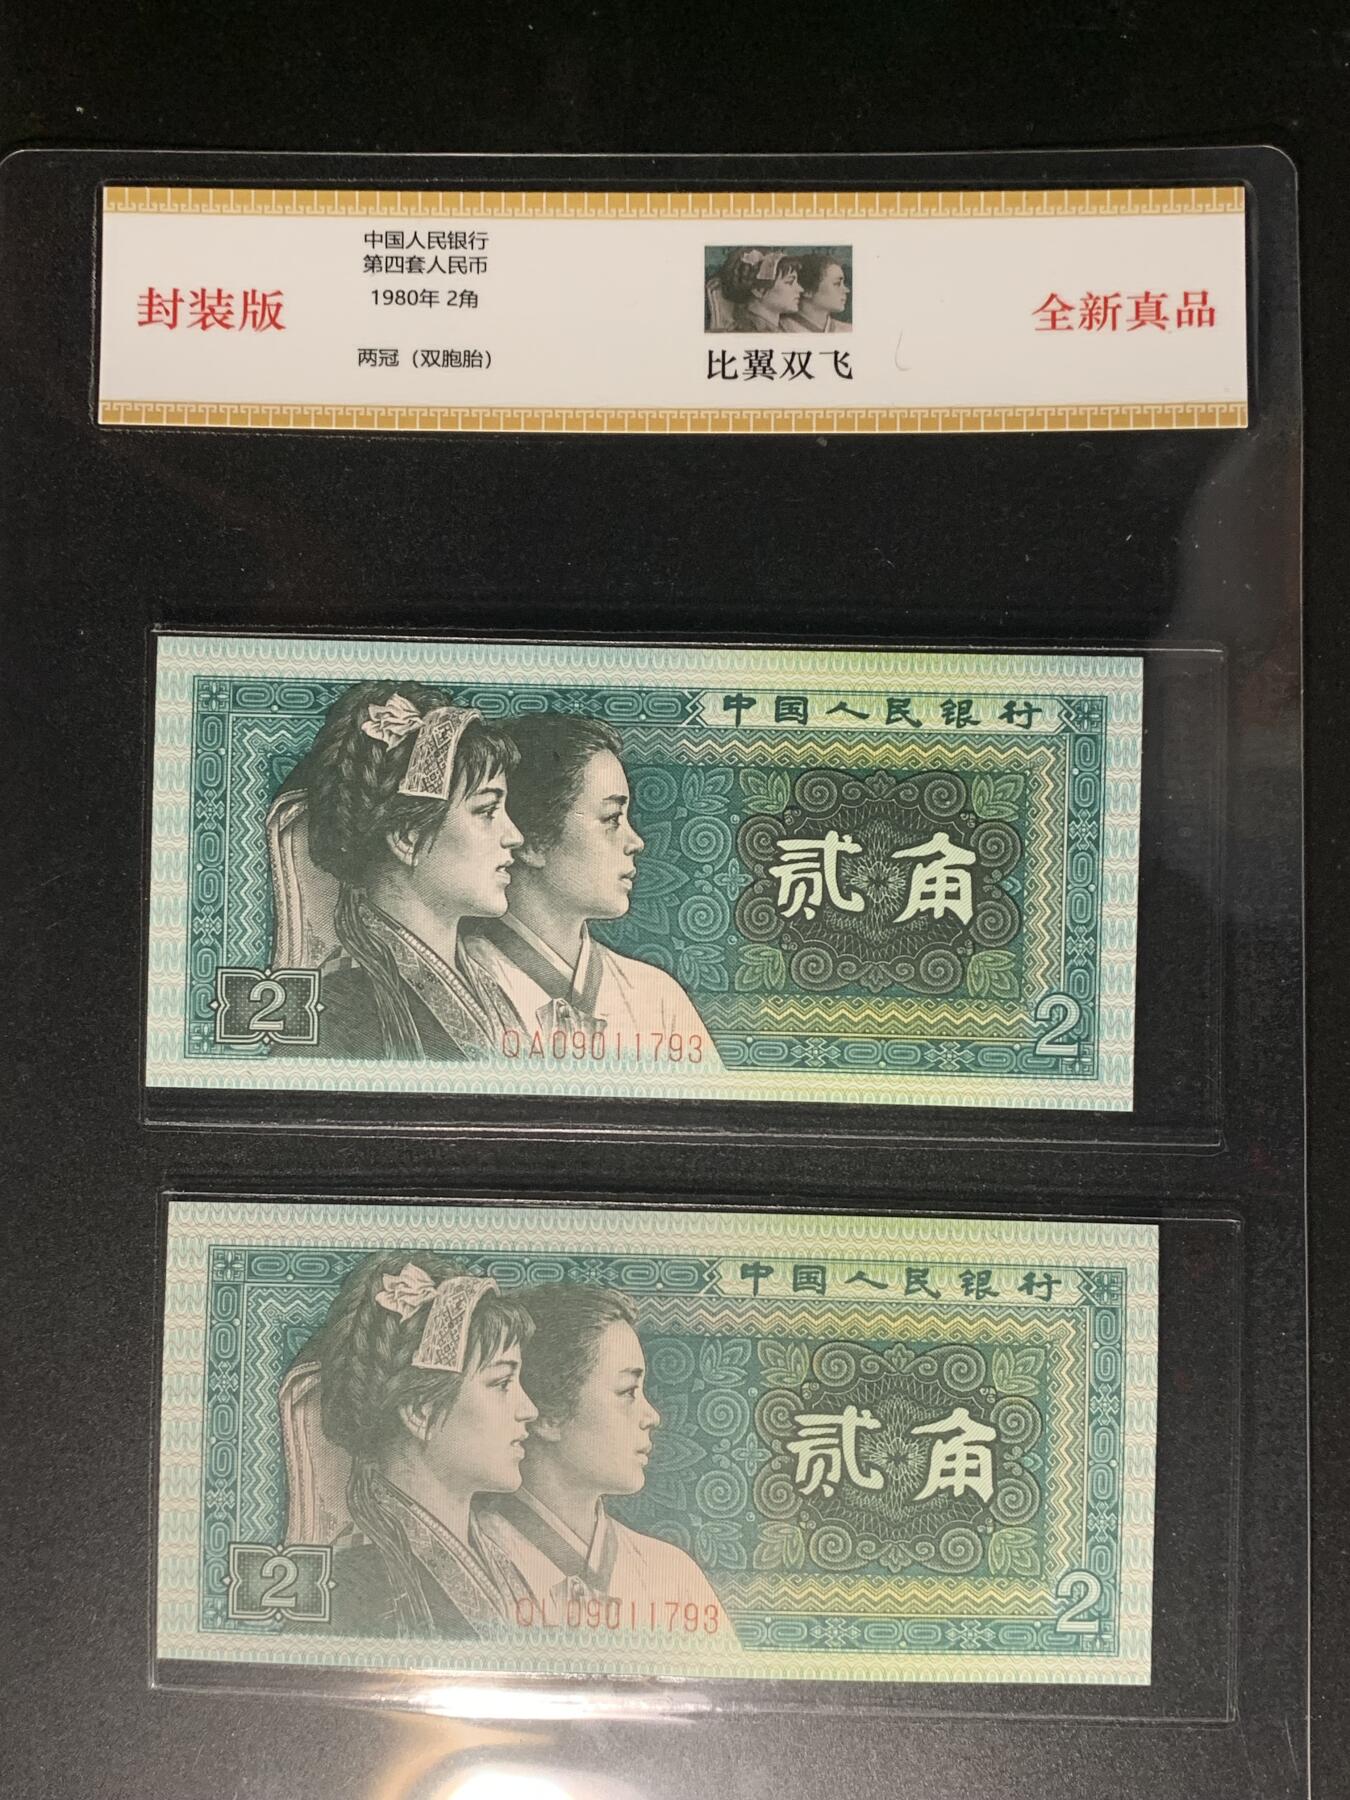 封装版
中国人民银行
第四套人民币
1980年 2角
两冠（双胞胎）
比翼双飞
全新真品
中国人民银行
贰角
2
2
QA09011793
中国人民银行
贰角
2
2
QL09011793